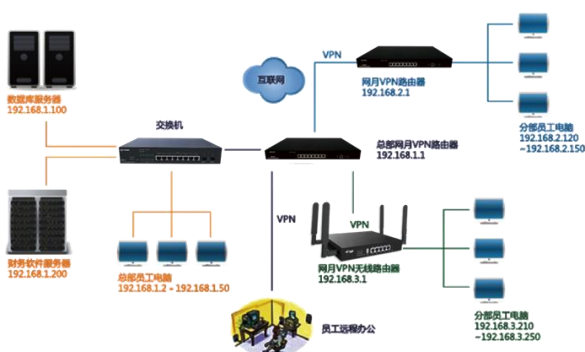 VPN
互联网
网月VPN路由器
192.168.2.1
数据库服务器
192.168.1.100
交换机
分部员工电脑
192.168.2.120
~192.168.2.150
总部网月VPN路由器
192.168.1.1
VPN
VPN
财务软件服务器
192.168.1.200
总部员工电脑
192.168.1.2 - 192.168.1.50
网月VPN无线路由器
192.168.3.1
员工远程办公
分部员工电脑
192.168.3.210
~192.168.3.250